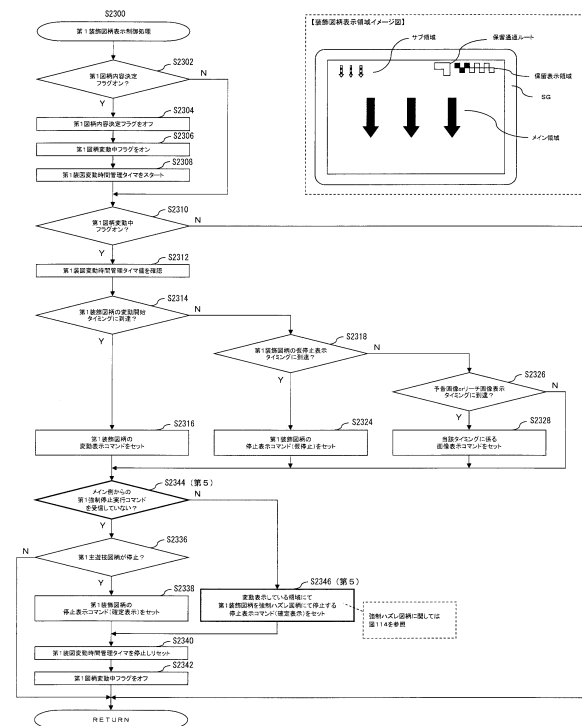 S2300
第1装飾図柄表示制御処理
S2302
第1図柄内容決定
フラグオン?
N
Y
S2304
第1図柄内容決定フラグをオフ
S2306
第1図柄変動中フラグをオン
S2308
第1装図変動時間管理タイマをスタート
S2310
第1図柄変動中
フラグオン?
N
Y
S2312
第1装図変動時間管理タイマ値を確認
S2314
第1装飾図柄の変動開始
タイミングに到達?
N
Y
S2318
第1装飾図柄の仮停止表示
タイミングに到達?
N
Y
S2326
予告画像orリーチ画像表示
タイミングに到達?
N
Y
S2316
第1装飾図柄の
変動表示コマンドをセット
S2324
第1装飾図柄の
停止表示コマンド(仮停止)をセット
S2328
当該タイミングに係る
画像表示コマンドをセット
S2344 (第5)
メイン側からの
第1強制停止実行コマンド
を受信していない?
N
Y
S2336
第1主遊技図柄が停止?
N
Y
S2338
第1装飾図柄の
停止表示コマンド(確定表示)をセット
S2346 (第5)
変動表示している領域にて
第1装飾図柄を強制ハズレ図柄にて停止する
停止表示コマンド(確定表示)をセット
強制ハズレ図柄に関しては
図114を参照
S2340
第1装図変動時間管理タイマを停止しリセット
S2342
第1図柄変動中フラグをオフ
RETURN
【装飾図柄表示領域イメージ図】
サブ領域
保留通過ルート
保留表示領域
SG
メイン領域